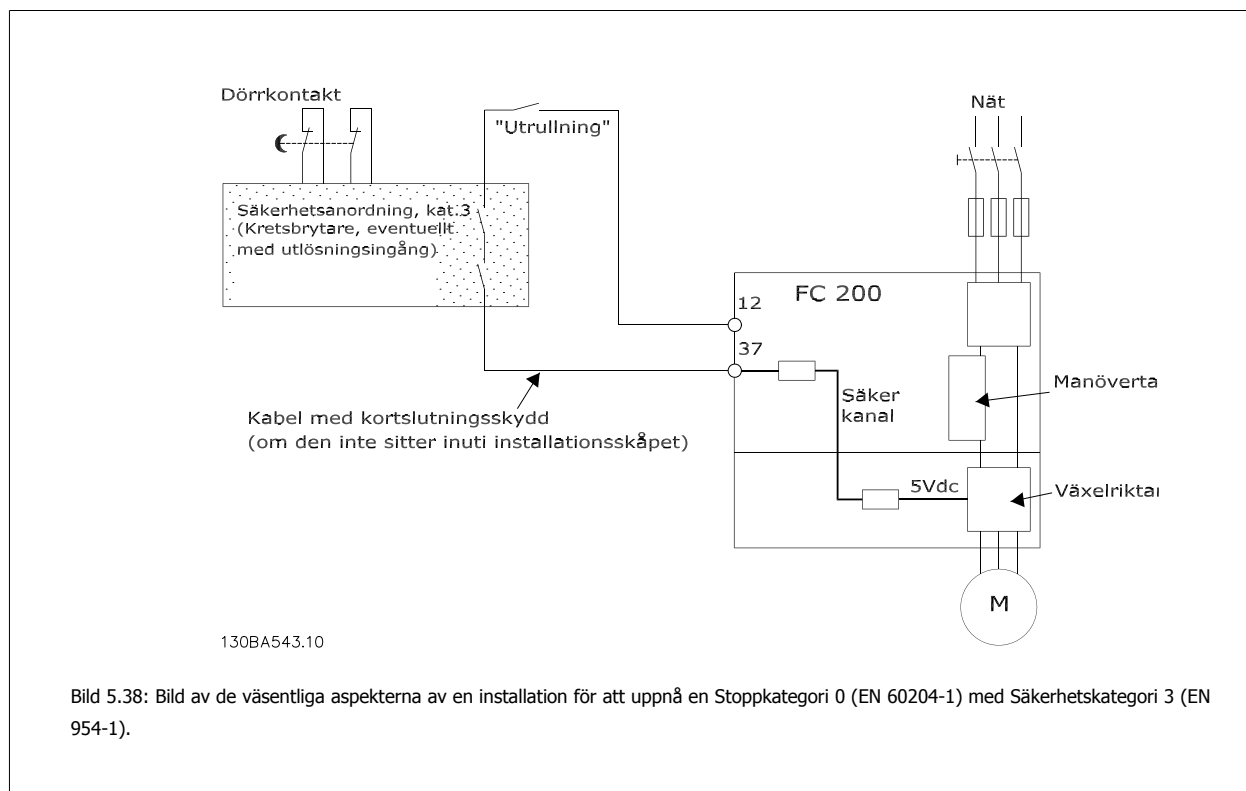 Dörrkontakt
"Utrullning"
Nät
Säkerhetsanordning, kat.3
(Kretsbrytare, eventuellt
med utlösningsingång)
FC 200
12
37
Säker
kanal
Manöverta
Kabel med kortslutningsskydd
(om den inte sitter inuti installationsskåpet)
5Vdc
Växelriktar
M
130BA543.10
Bild 5.38: Bild av de väsentliga aspekterna av en installation för att uppnå en Stoppkategori 0 (EN 60204-1) med Säkerhetskategori 3 (EN
954-1).